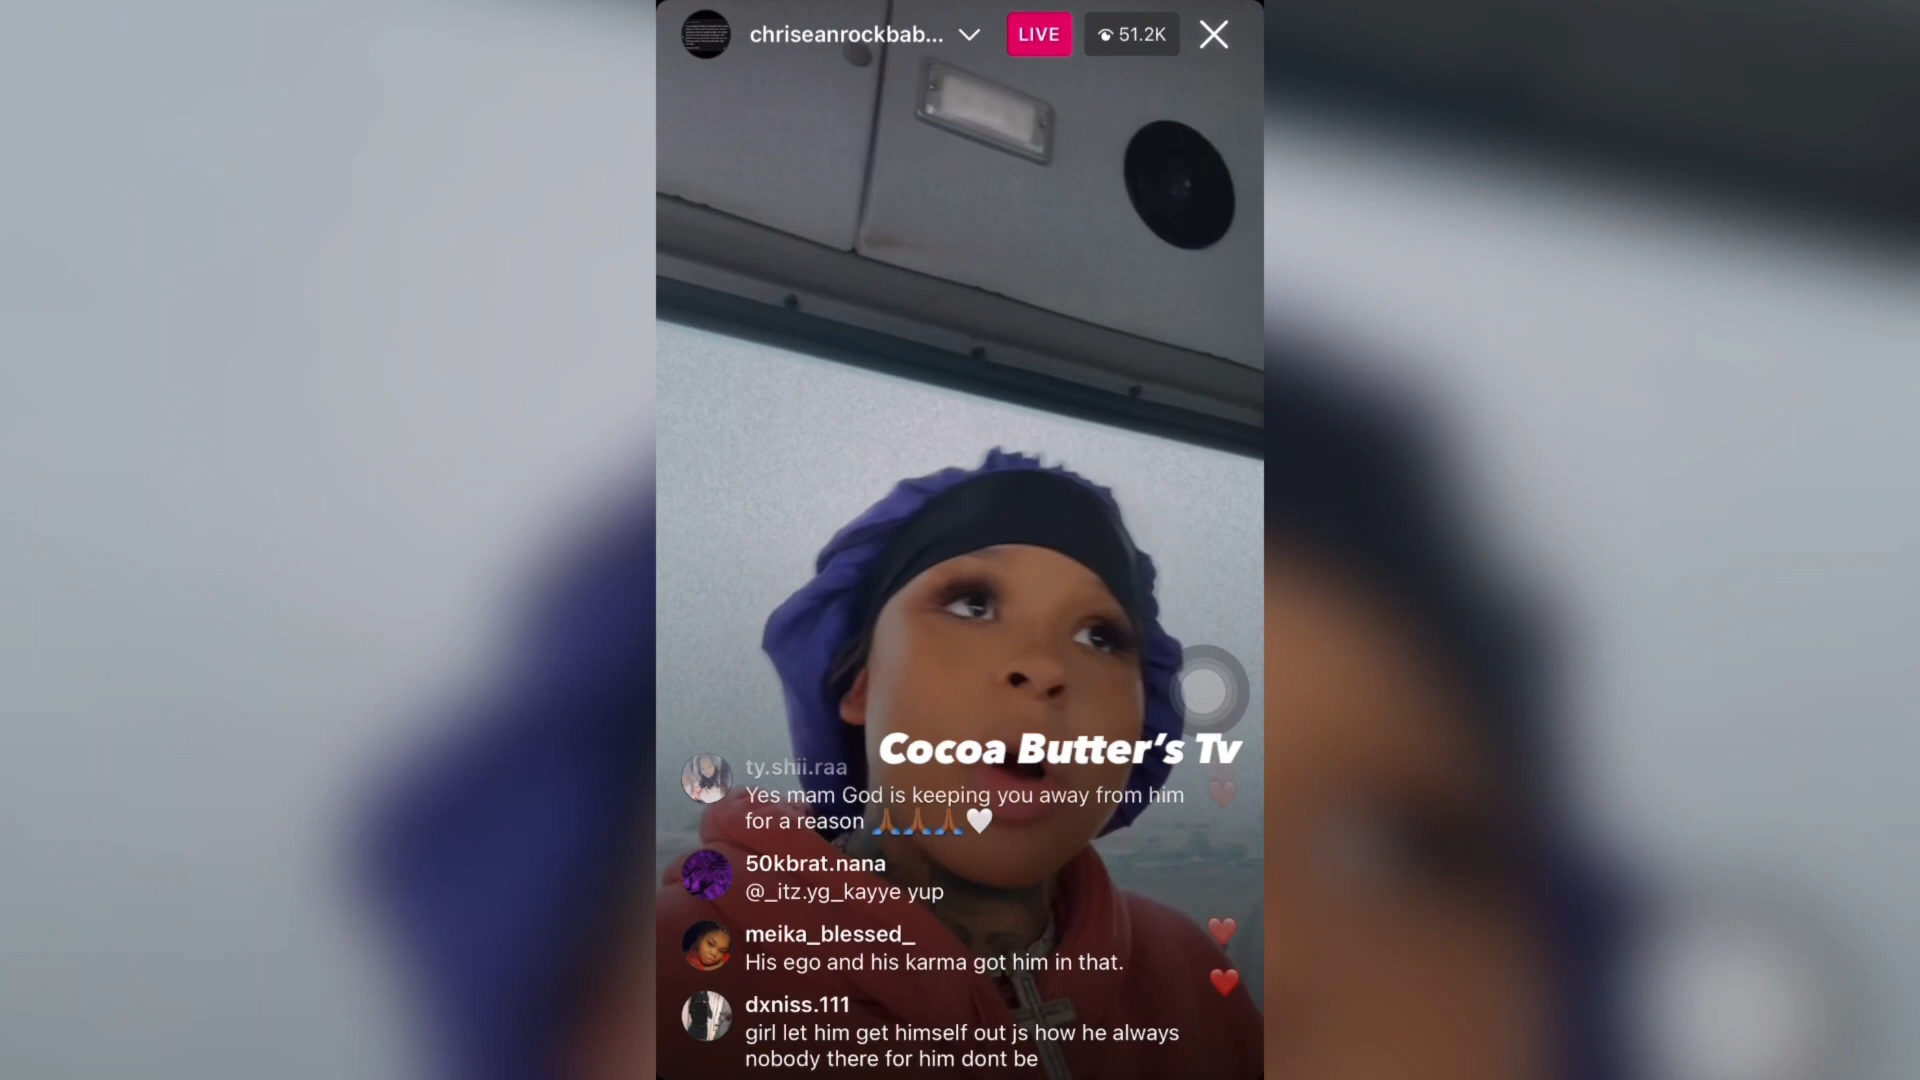 chriseanrockbab...
LIVE
51.2K
Cocoa Butter's Tv
ty.shii.raa
Yes mam God is keeping you away from him
for a reason 🙏🏾🙏🏾🙏🏾🤍
50kbrat.nana
@_itz.yg_kayye yup
meika_blessed_
His ego and his karma got him in that.
dxniss.111
girl let him get himself out js how he always
nobody there for him dont be